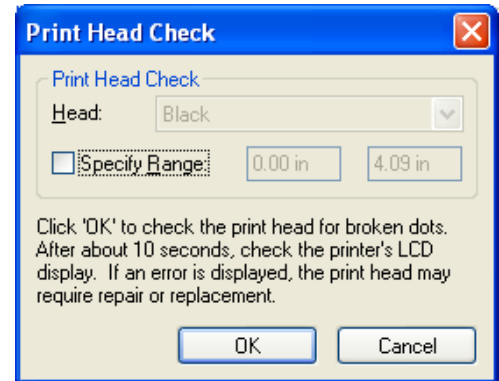 Print Head Check
Print Head Check
Head: Black
Specify Range: 0.00 in 4.09 in
Click 'OK' to check the print head for broken dots.
After about 10 seconds, check the printer's LCD
display. If an error is displayed, the print head may
require repair or replacement.
OK Cancel